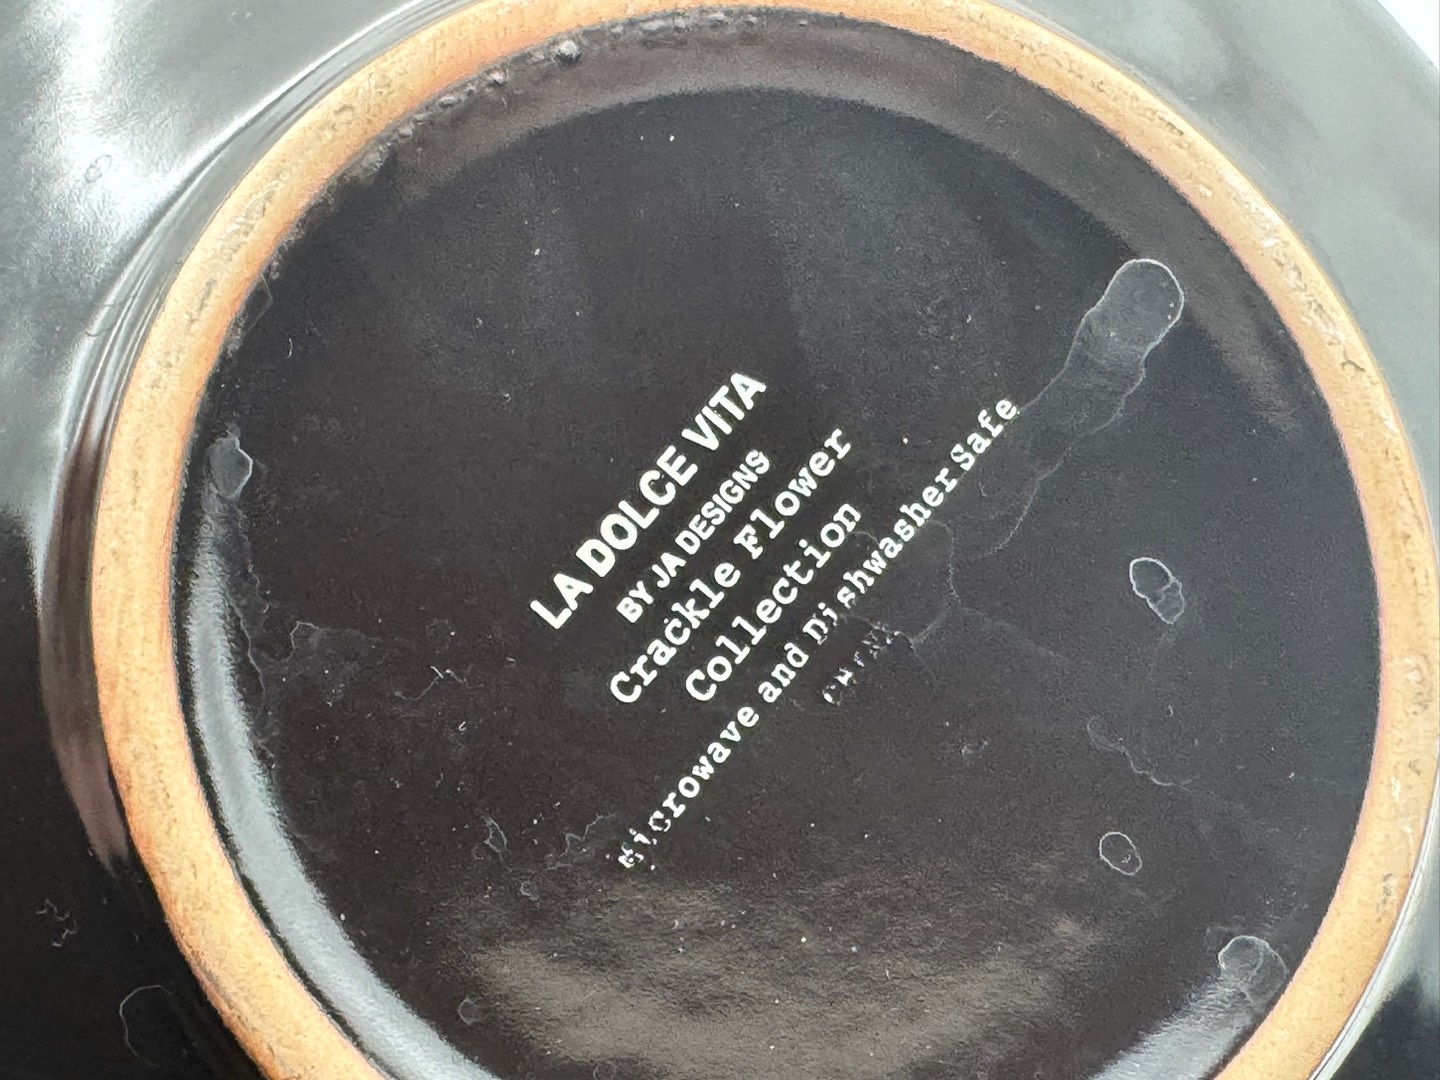 LA DOLCE VITA
BY JA DESIGNS
Crackle Flower
Collection
Microwave and Dishwasher Safe